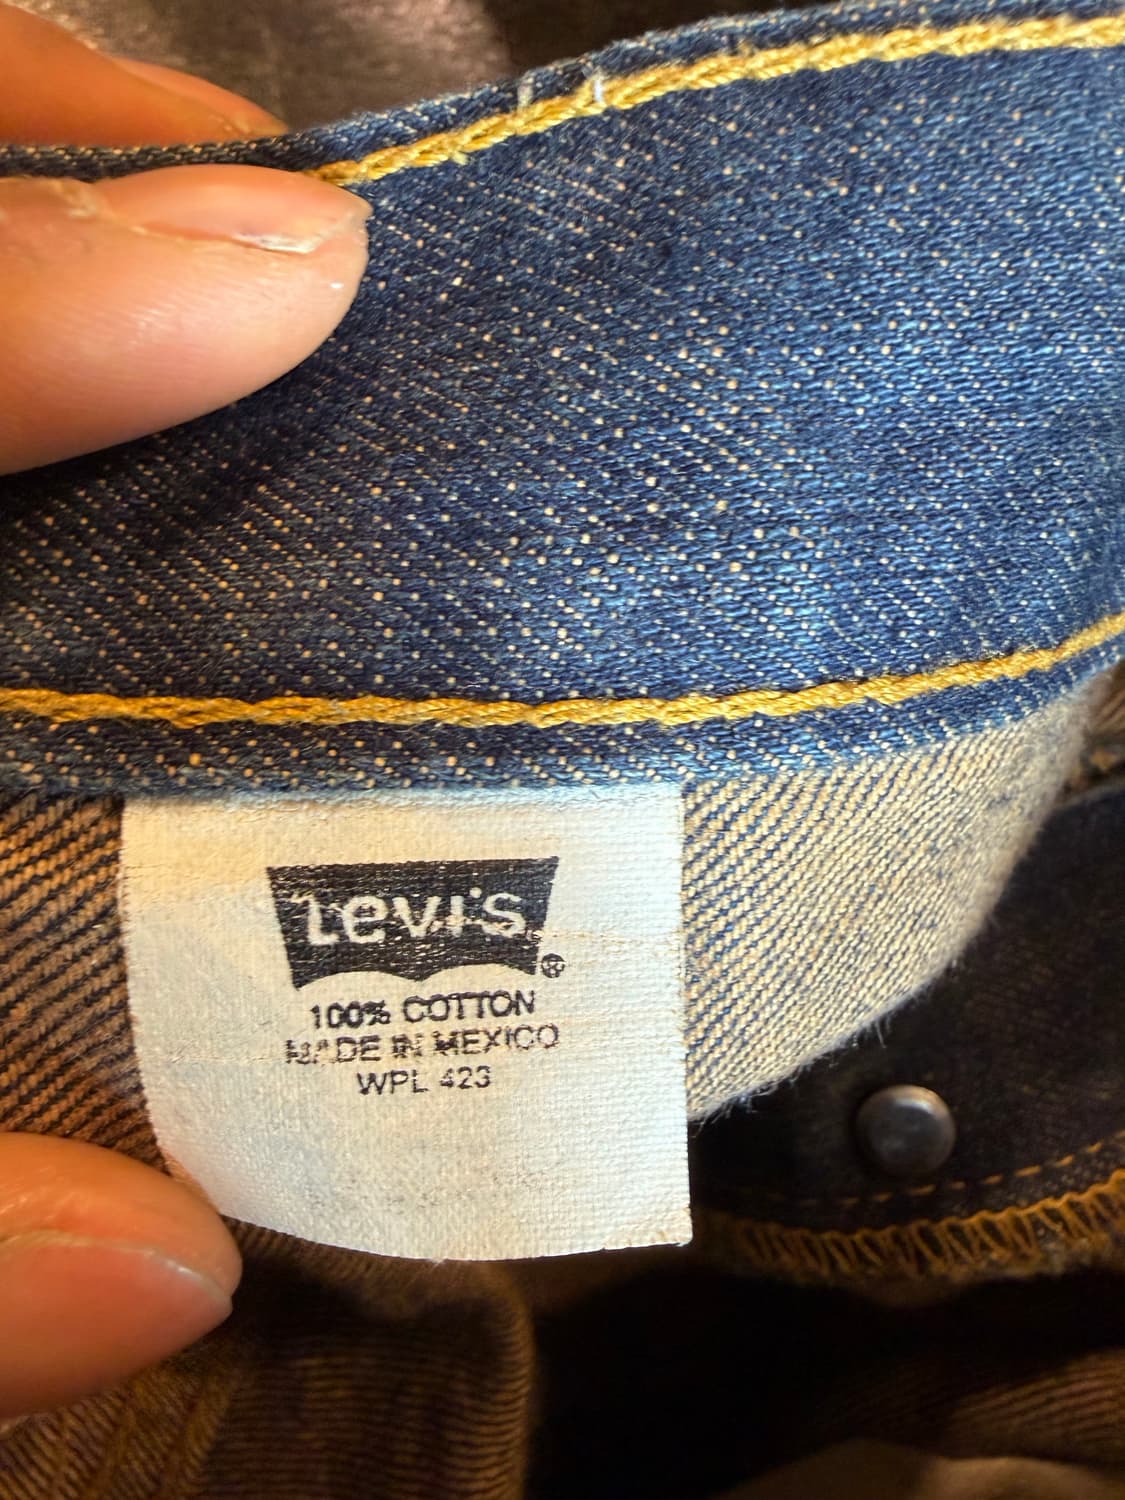 Levi's®
100% COTTON
MADE IN MEXICO
WPL 423